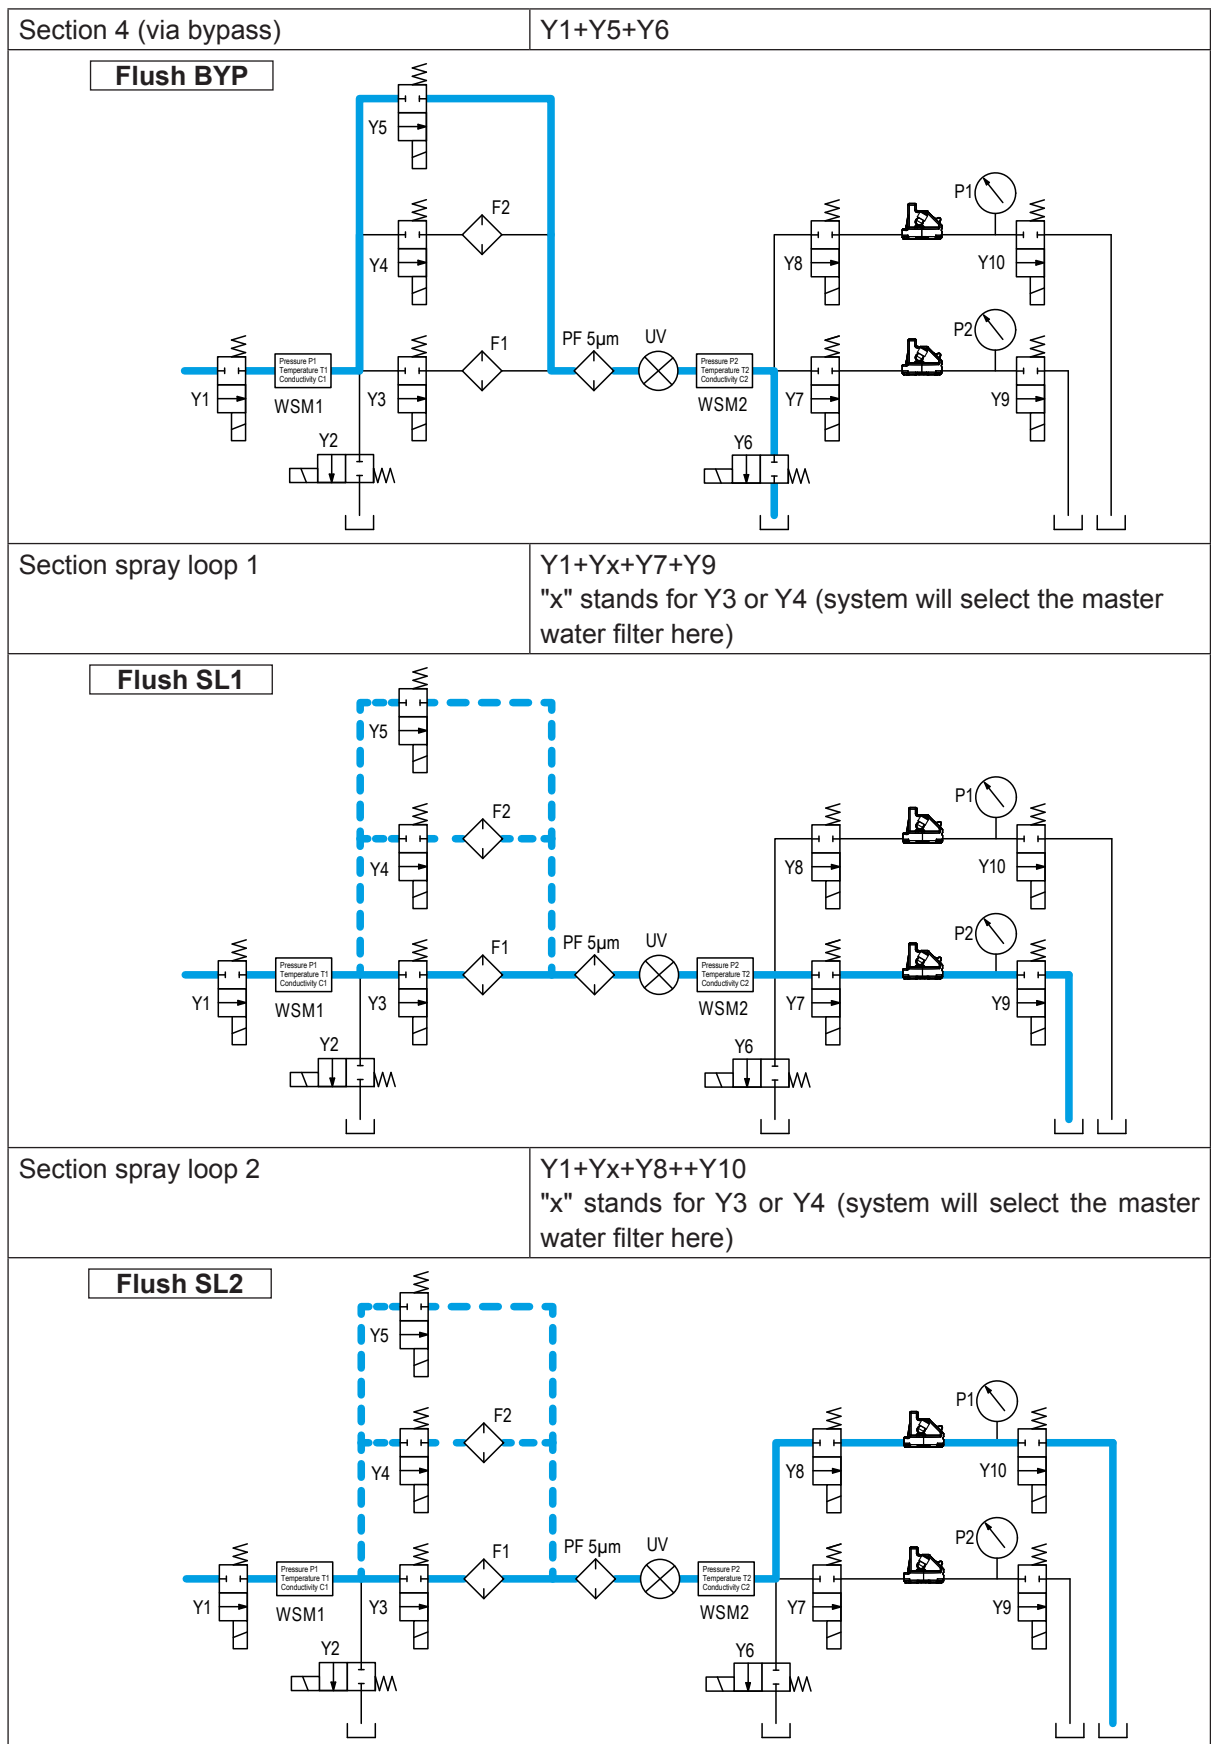 Section 4 (via bypass)
Y1+Y5+Y6
Flush BYP
Y5
F2
P1
Y4
Y8
Y10
F1
PF 5µm
UV
P2
Pressure P1
Temperature T1
Conductivity C1
Pressure P2
Temperature T2
Conductivity C2
Y1
WSM1
Y3
WSM2
Y7
Y9
Y2
Y6
Section spray loop 1
Y1+Yx+Y7+Y9
"x" stands for Y3 or Y4 (system will select the master
water filter here)
Flush SL1
Y5
F2
P1
Y4
Y8
Y10
F1
PF 5µm
UV
P2
Pressure P1
Temperature T1
Conductivity C1
Pressure P2
Temperature T2
Conductivity C2
Y1
WSM1
Y3
WSM2
Y7
Y9
Y2
Y6
Section spray loop 2
Y1+Yx+Y8++Y10
"x" stands for Y3 or Y4 (system will select the master
water filter here)
Flush SL2
Y5
P1
F2
Y4
Y8
Y10
F1
PF 5µm
UV
P2
Pressure P1
Temperature T1
Conductivity C1
Pressure P2
Temperature T2
Conductivity C2
Y1
WSM1
Y3
WSM2
Y7
Y9
Y2
Y6